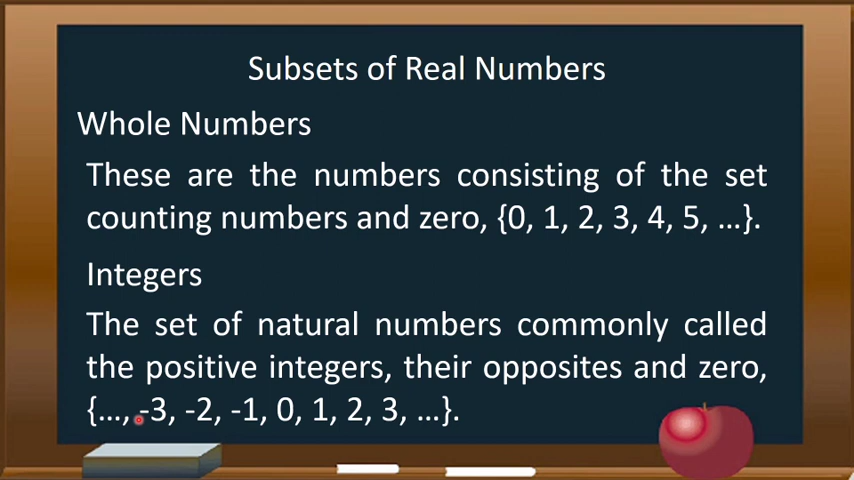 Subsets of Real Numbers
Whole Numbers
These are the numbers consisting of the set
counting numbers and zero, {0, 1, 2, 3, 4, 5, ...}.
Integers
The set of natural numbers commonly called
the positive integers, their opposites and zero,
{..., -3, -2, -1, 0, 1, 2, 3, ...}.